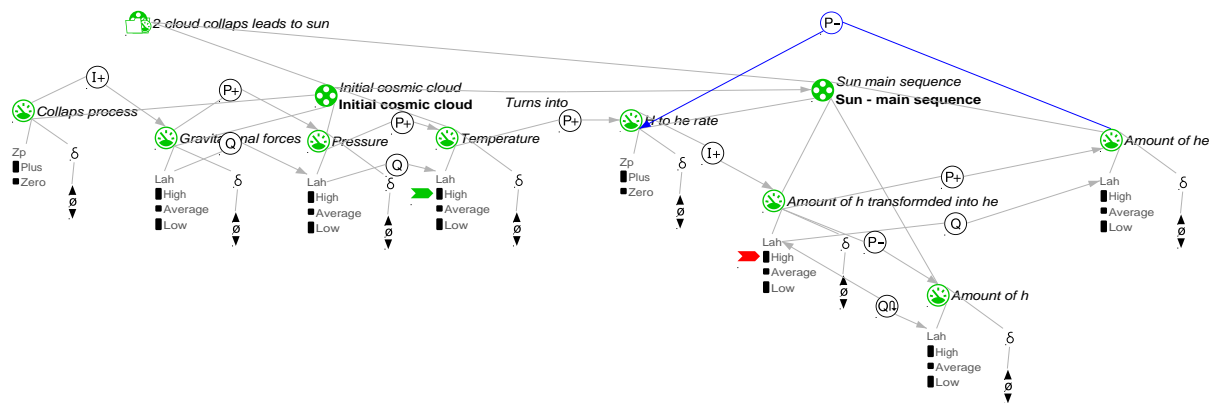 2 cloud collaps leads to sun
P−
I+
Initial cosmic cloud
Initial cosmic cloud
Sun main sequence
Sun - main sequence
P+
Turns into
Collaps process
Gravitational forces
Q
Pressure
P+
Temperature
P+
H to he rate
Amount of he
I+
Zp
Plus
Zero
δ
ø
Lah
High
Average
Low
δ
ø
Lah
High
Average
Low
δ
ø
Q
Lah
High
Average
Low
δ
ø
Zp
Plus
Zero
δ
ø
P+
Amount of h transformded into he
Q
Lah
High
Average
Low
δ
ø
P−
Lah
High
Average
Low
δ
ø
Amount of h
Lah
High
Average
Low
δ
ø